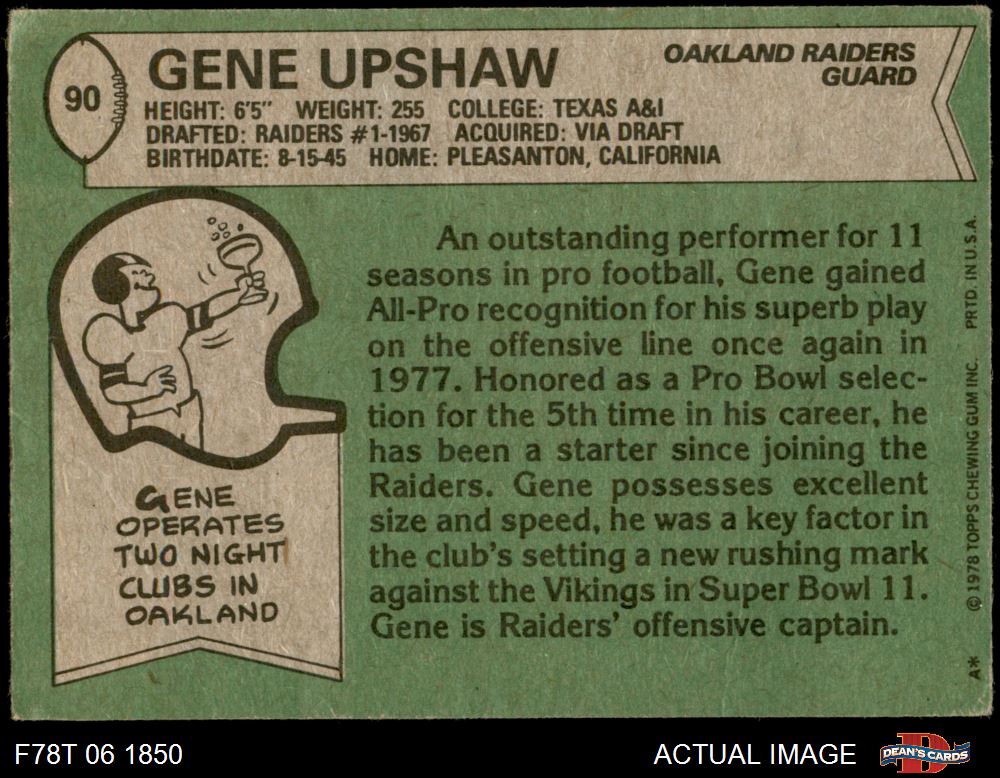 90
GENE UPSHAW
OAKLAND RAIDERS
GUARD
HEIGHT: 6'5" WEIGHT: 255 COLLEGE: TEXAS A&I
DRAFTED: RAIDERS #1-1967 ACQUIRED: VIA DRAFT
BIRTHDATE: 8-15-45 HOME: PLEASANTON, CALIFORNIA
GENE
OPERATES
TWO NIGHT
CLUBS IN
OAKLAND
An outstanding performer for 11
seasons in pro football, Gene gained
All-Pro recognition for his superb play
on the offensive line once again in
1977. Honored as a Pro Bowl selec-
tion for the 5th time in his career, he
has been a starter since joining the
Raiders. Gene possesses excellent
size and speed, he was a key factor in
the club's setting a new rushing mark
against the Vikings in Super Bowl 11.
Gene is Raiders' offensive captain.
A* © 1978 TOPPS CHEWING GUM INC. PRTD. IN U.S.A.
F78T 06 1850
ACTUAL IMAGE
D
DEAN'S CARDS